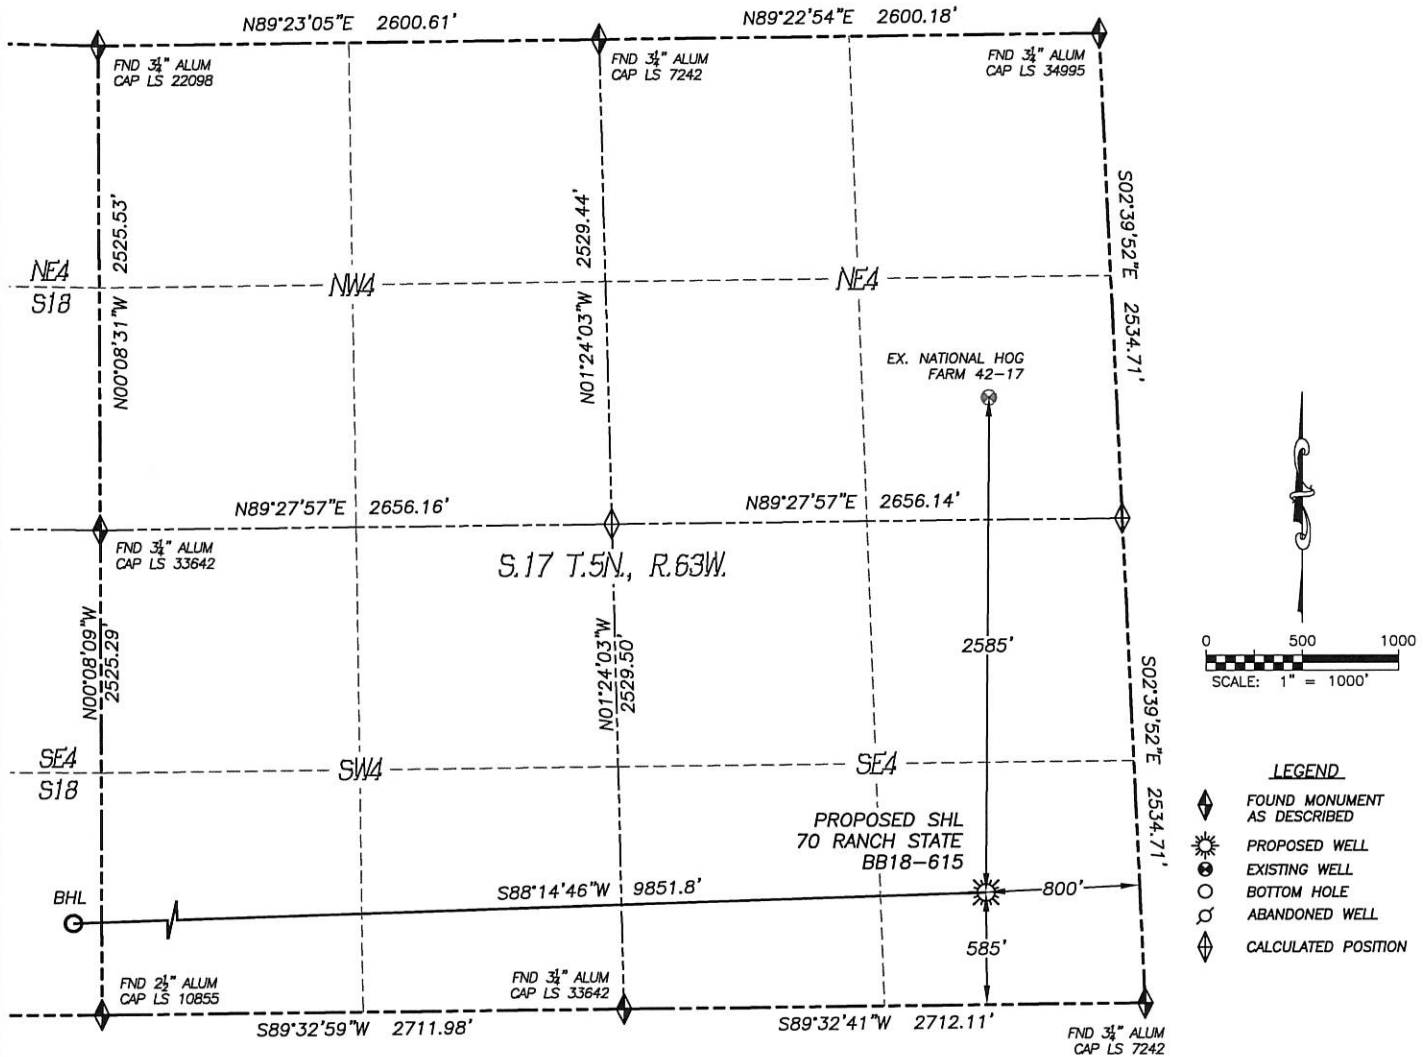 N89°23'05"E 2600.61'
N89°22'54"E 2600.18'
FND 3¼" ALUM
CAP LS 22098
FND 3¼" ALUM
CAP LS 7242
FND 3¼" ALUM
CAP LS 34995
N00°08'31"W 2525.53'
N01°24'03"W 2529.44'
S02°39'52"E 2534.71'
NE4
S18
NW4
NE4
EX. NATIONAL HOG
FARM 42-17
N89°27'57"E 2656.16'
N89°27'57"E 2656.14'
FND 3¼" ALUM
CAP LS 33642
S.17 T.5N., R.63W.
N00°08'09"W
2525.29'
N01°24'03"W
2529.50'
2585'
S02°39'52"E 2534.71'
0 500 1000
SCALE: 1" = 1000'
SE4
S18
SW4
SE4
PROPOSED SHL
70 RANCH STATE
BB18-615
BHL
S88°14'46"W 9851.8'
800'
585'
FND 2½" ALUM
CAP LS 10855
FND 3¼" ALUM
CAP LS 33642
S89°32'59"W 2711.98'
S89°32'41"W 2712.11'
FND 3¼" ALUM
CAP LS 7242
LEGEND
FOUND MONUMENT
AS DESCRIBED
PROPOSED WELL
EXISTING WELL
BOTTOM HOLE
ABANDONED WELL
CALCULATED POSITION